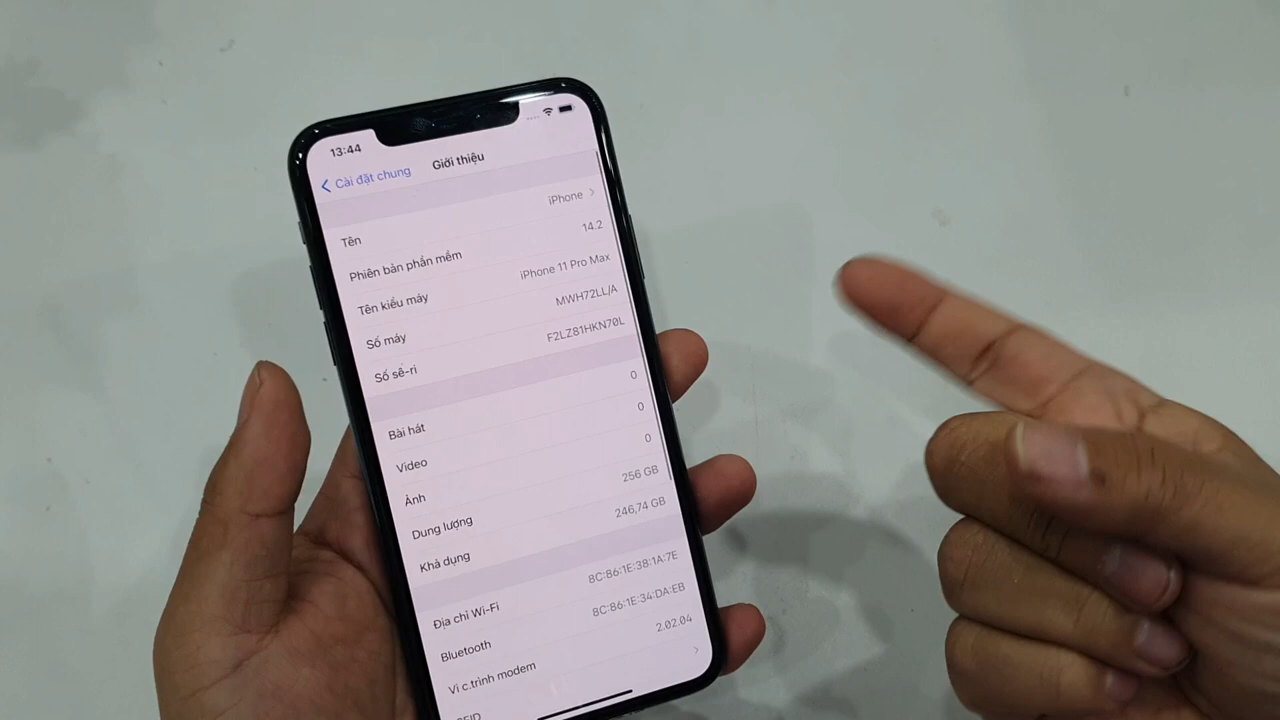 13:44
Cài đặt chung Giới thiệu
Tên iPhone
Phiên bản phần mềm 14.2
Tên kiểu máy iPhone 11 Pro Max
Số máy MWH72LL/A
Số sê-ri F2LZ81HKN70L
Bài hát 0
Video 0
Ảnh 0
Dung lượng 256 GB
Khả dụng 246,74 GB
Địa chỉ Wi-Fi 8C:86:1E:38:1A:7E
Bluetooth 8C:86:1E:34:DA:EB
Vi c.trình modem 2.02.04